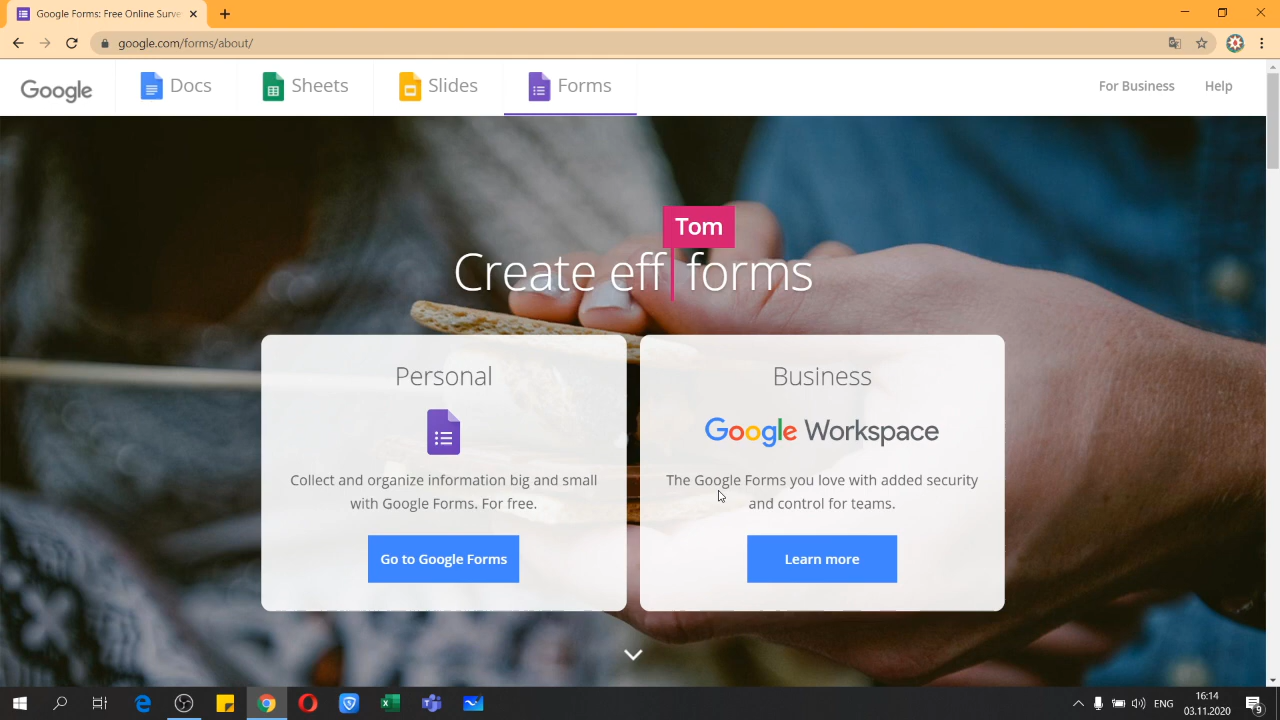 Google Forms: Free Online Surve
google.com/forms/about/
Google
Docs
Sheets
Slides
Forms
For Business
Help
Tom
Create eff forms
Personal
Collect and organize information big and small
with Google Forms. For free.
Go to Google Forms
Business
Google Workspace
The Google Forms you love with added security
and control for teams.
Learn more
ENG
16:14
03.11.2020
9